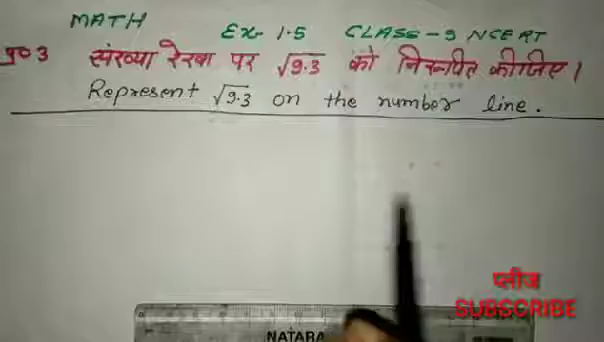 MATH Ex- 1.5 CLASS-9 NCERT
प्र० 3 संख्या रेखा पर √9.3 को निरूपित कीजिए।
Represent √9.3 on the number line.
प्लीज
SUBSCRIBE
NATARA